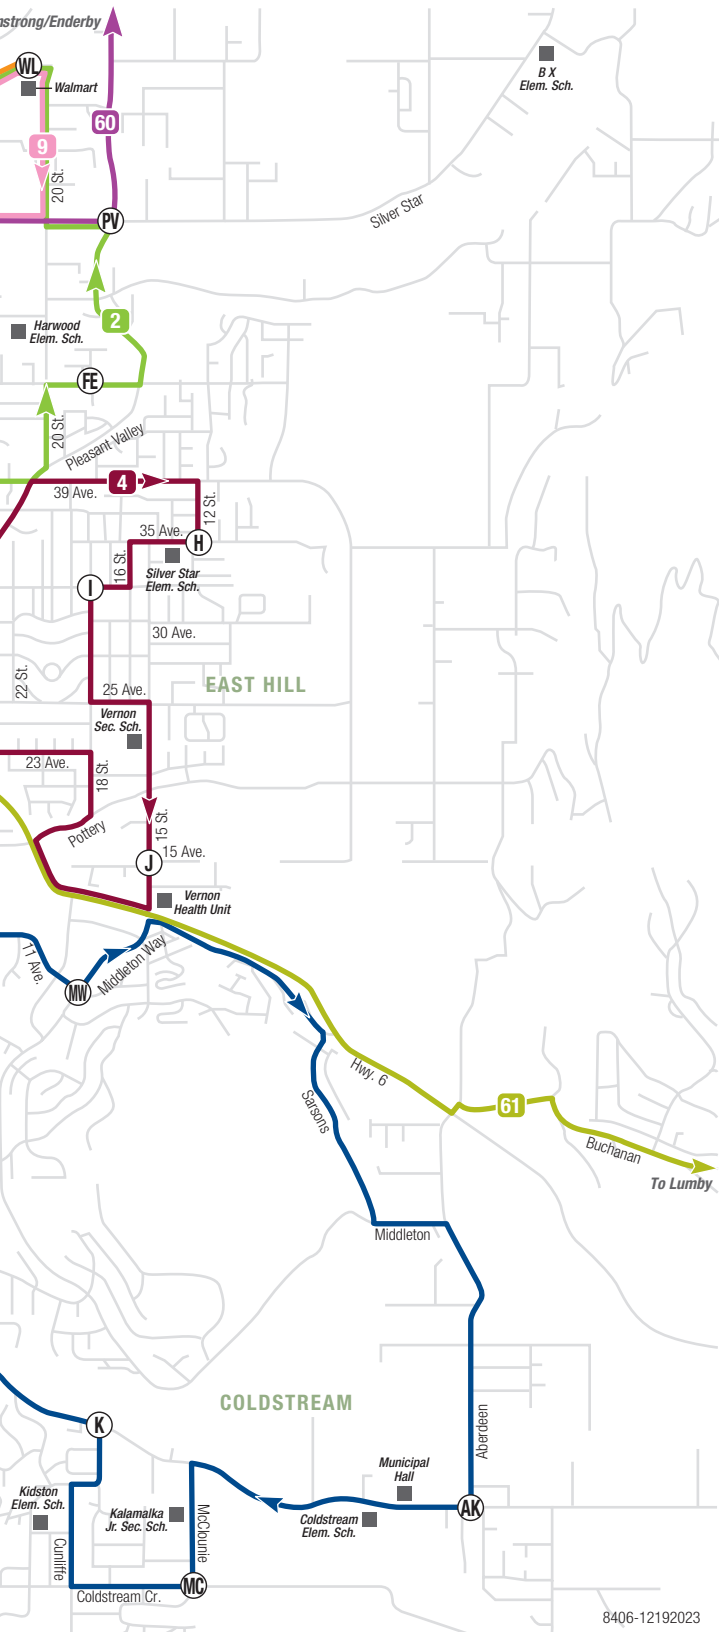 WL
Walmart
60
B X
Elem. Sch.
9
20 St.
PV
Silver Star
2
Harwood
Elem. Sch.
FE
20 St.
Pleasant Valley
4
39 Ave.
12 St.
35 Ave.
H
16 St.
Silver Star
Elem. Sch.
I
30 Ave.
22 St.
EAST HILL
25 Ave.
Vernon
Sec. Sch.
23 Ave.
18 St.
15 St.
Pottery
15 Ave.
J
Vernon
Health Unit
11 Ave.
Middleton Way
MW
Hwy. 6
Sarsons
61
Buchanan
To Lumby
Middleton
COLDSTREAM
Aberdeen
K
Municipal
Hall
Kidston
Elem. Sch.
Kalamalka
Jr. Sec. Sch.
McClounie
Coldstream
Elem. Sch.
AK
Cunliffe
MC
Coldstream Cr.
8406-12192023